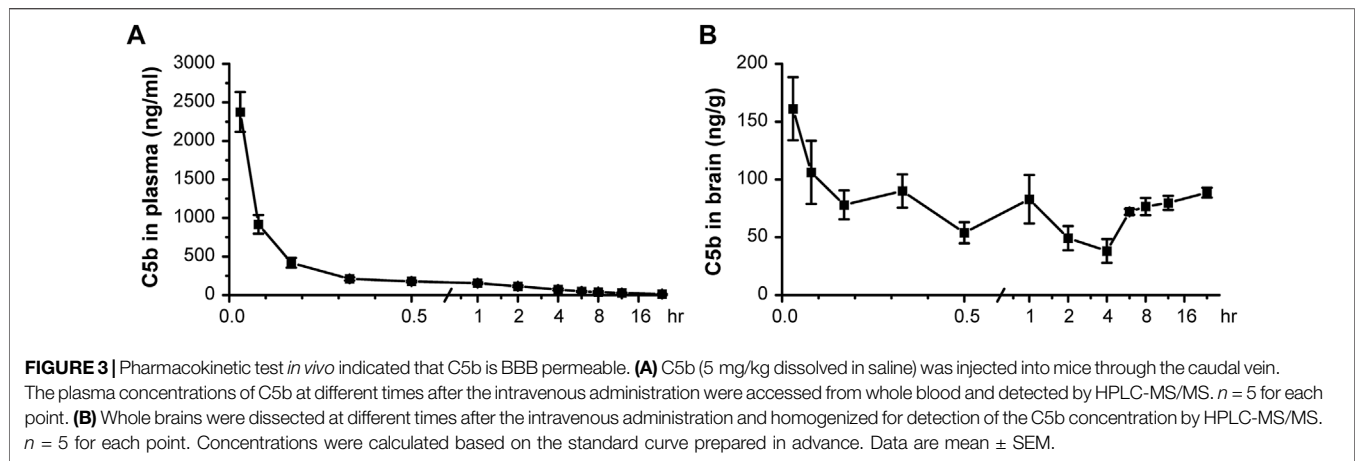 A
C5b in plasma (ng/ml)
3000
2500
2000
1500
1000
500
0
0.0 0.5 1 2 4 8 16 hr
B
C5b in brain (ng/g)
200
150
100
50
0
0.0 0.5 1 2 4 8 16 hr
FIGURE 3 | Pharmacokinetic test in vivo indicated that C5b is BBB permeable. (A) C5b (5 mg/kg dissolved in saline) was injected into mice through the caudal vein.
The plasma concentrations of C5b at different times after the intravenous administration were accessed from whole blood and detected by HPLC-MS/MS. n = 5 for each
point. (B) Whole brains were dissected at different times after the intravenous administration and homogenized for detection of the C5b concentration by HPLC-MS/MS.
n = 5 for each point. Concentrations were calculated based on the standard curve prepared in advance. Data are mean ± SEM.